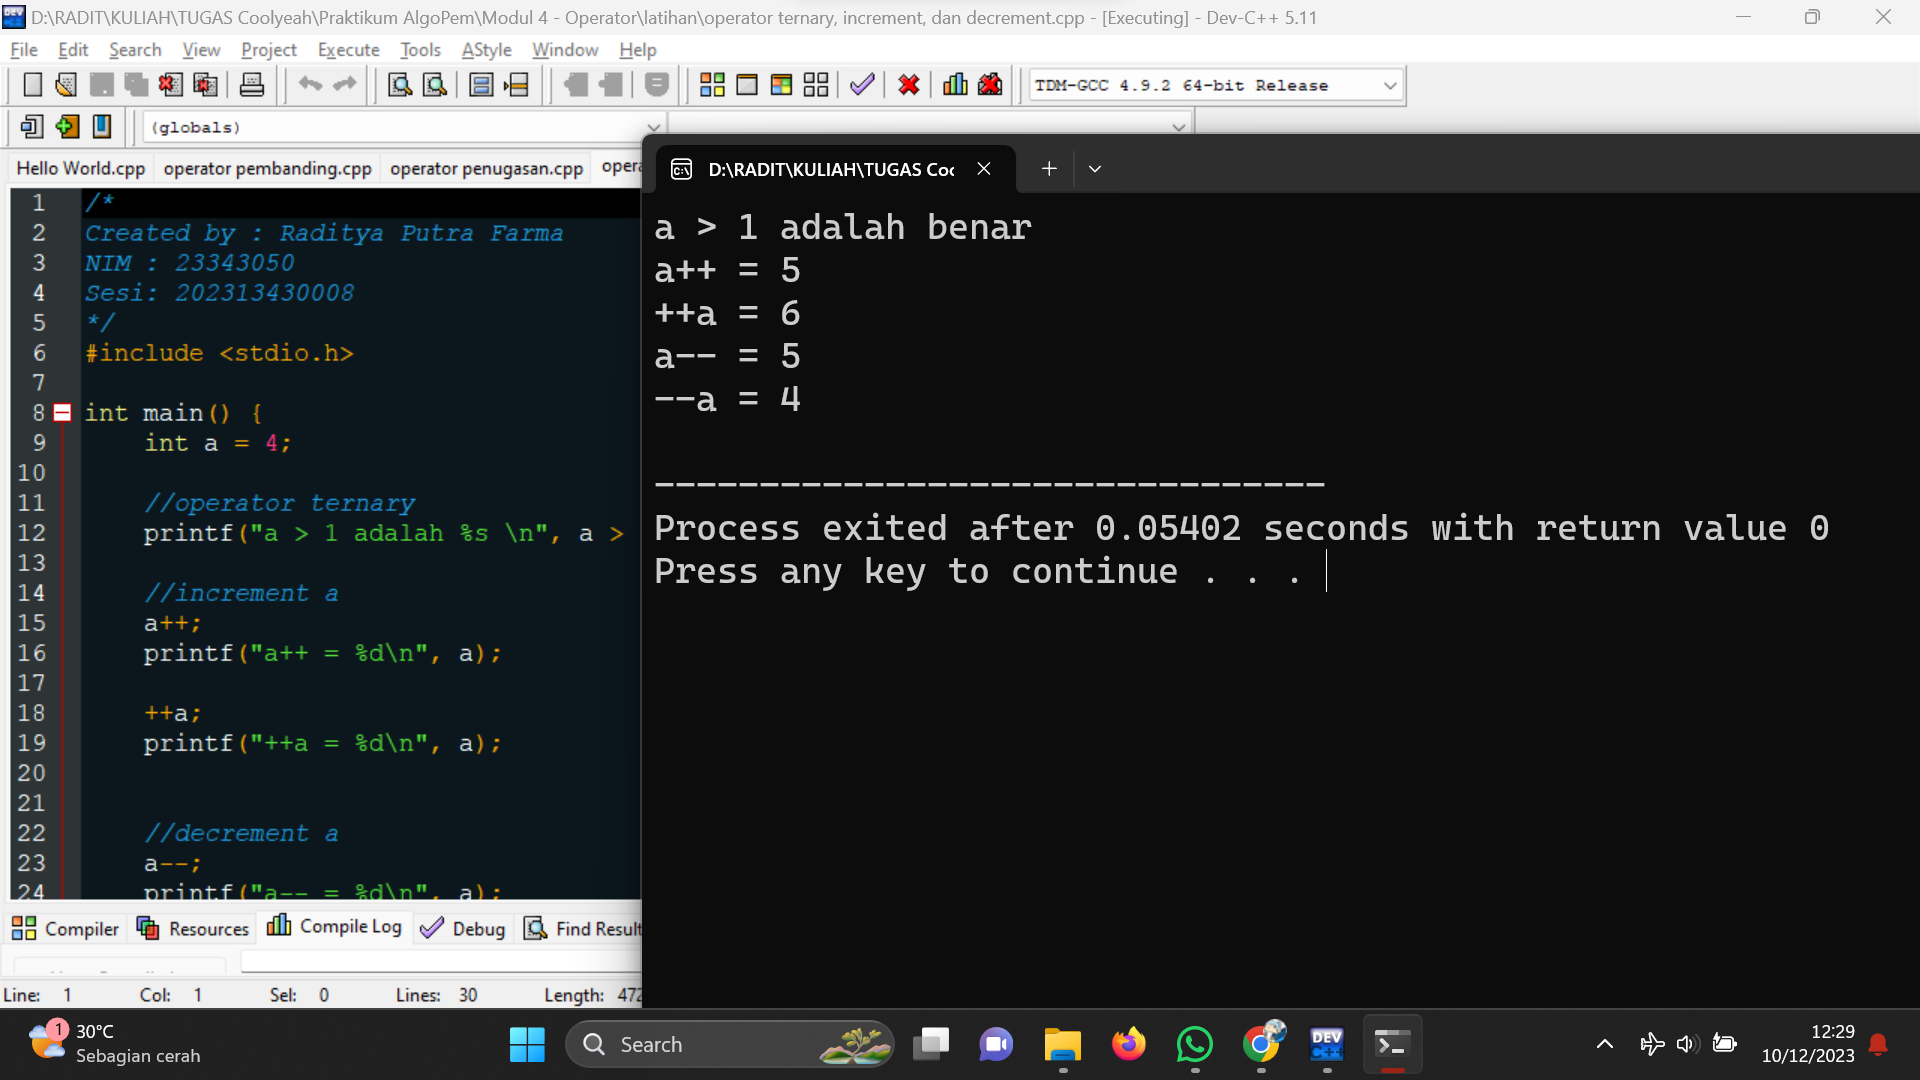 D:\RADIT\KULIAH\TUGAS Coolyeah\Praktikum AlgoPem\Modul 4 - Operator\latihan\operator ternary, increment, dan decrement.cpp - [Executing] - Dev-C++ 5.11
File Edit Search View Project Execute Tools AStyle Window Help
TDM-GCC 4.9.2 64-bit Release
(globals)
Hello World.cpp operator pembanding.cpp operator penugasan.cpp opera
D:\RADIT\KULIAH\TUGAS Coo
1 /*
2 Created by : Raditya Putra Farma
3 NIM : 23343050
4 Sesi: 202313430008
5 */
6 #include <stdio.h>
7
8 int main() {
9 int a = 4;
10
11 //operator ternary
12 printf("a > 1 adalah %s \n", a >
13
14 //increment a
15 a++;
16 printf("a++ = %d\n", a);
17
18 ++a;
19 printf("++a = %d\n", a);
20
21
22 //decrement a
23 a--;
24 printf("a-- = %d\n", a);
a > 1 adalah benar
a++ = 5
++a = 6
a-- = 5
--a = 4
--------------------------------
Process exited after 0.05402 seconds with return value 0
Press any key to continue . . .
Compiler Resources Compile Log Debug Find Result
Line: 1 Col: 1 Sel: 0 Lines: 30 Length: 472
1 30°C
Sebagian cerah
Search
DEV
C++
12:29
10/12/2023